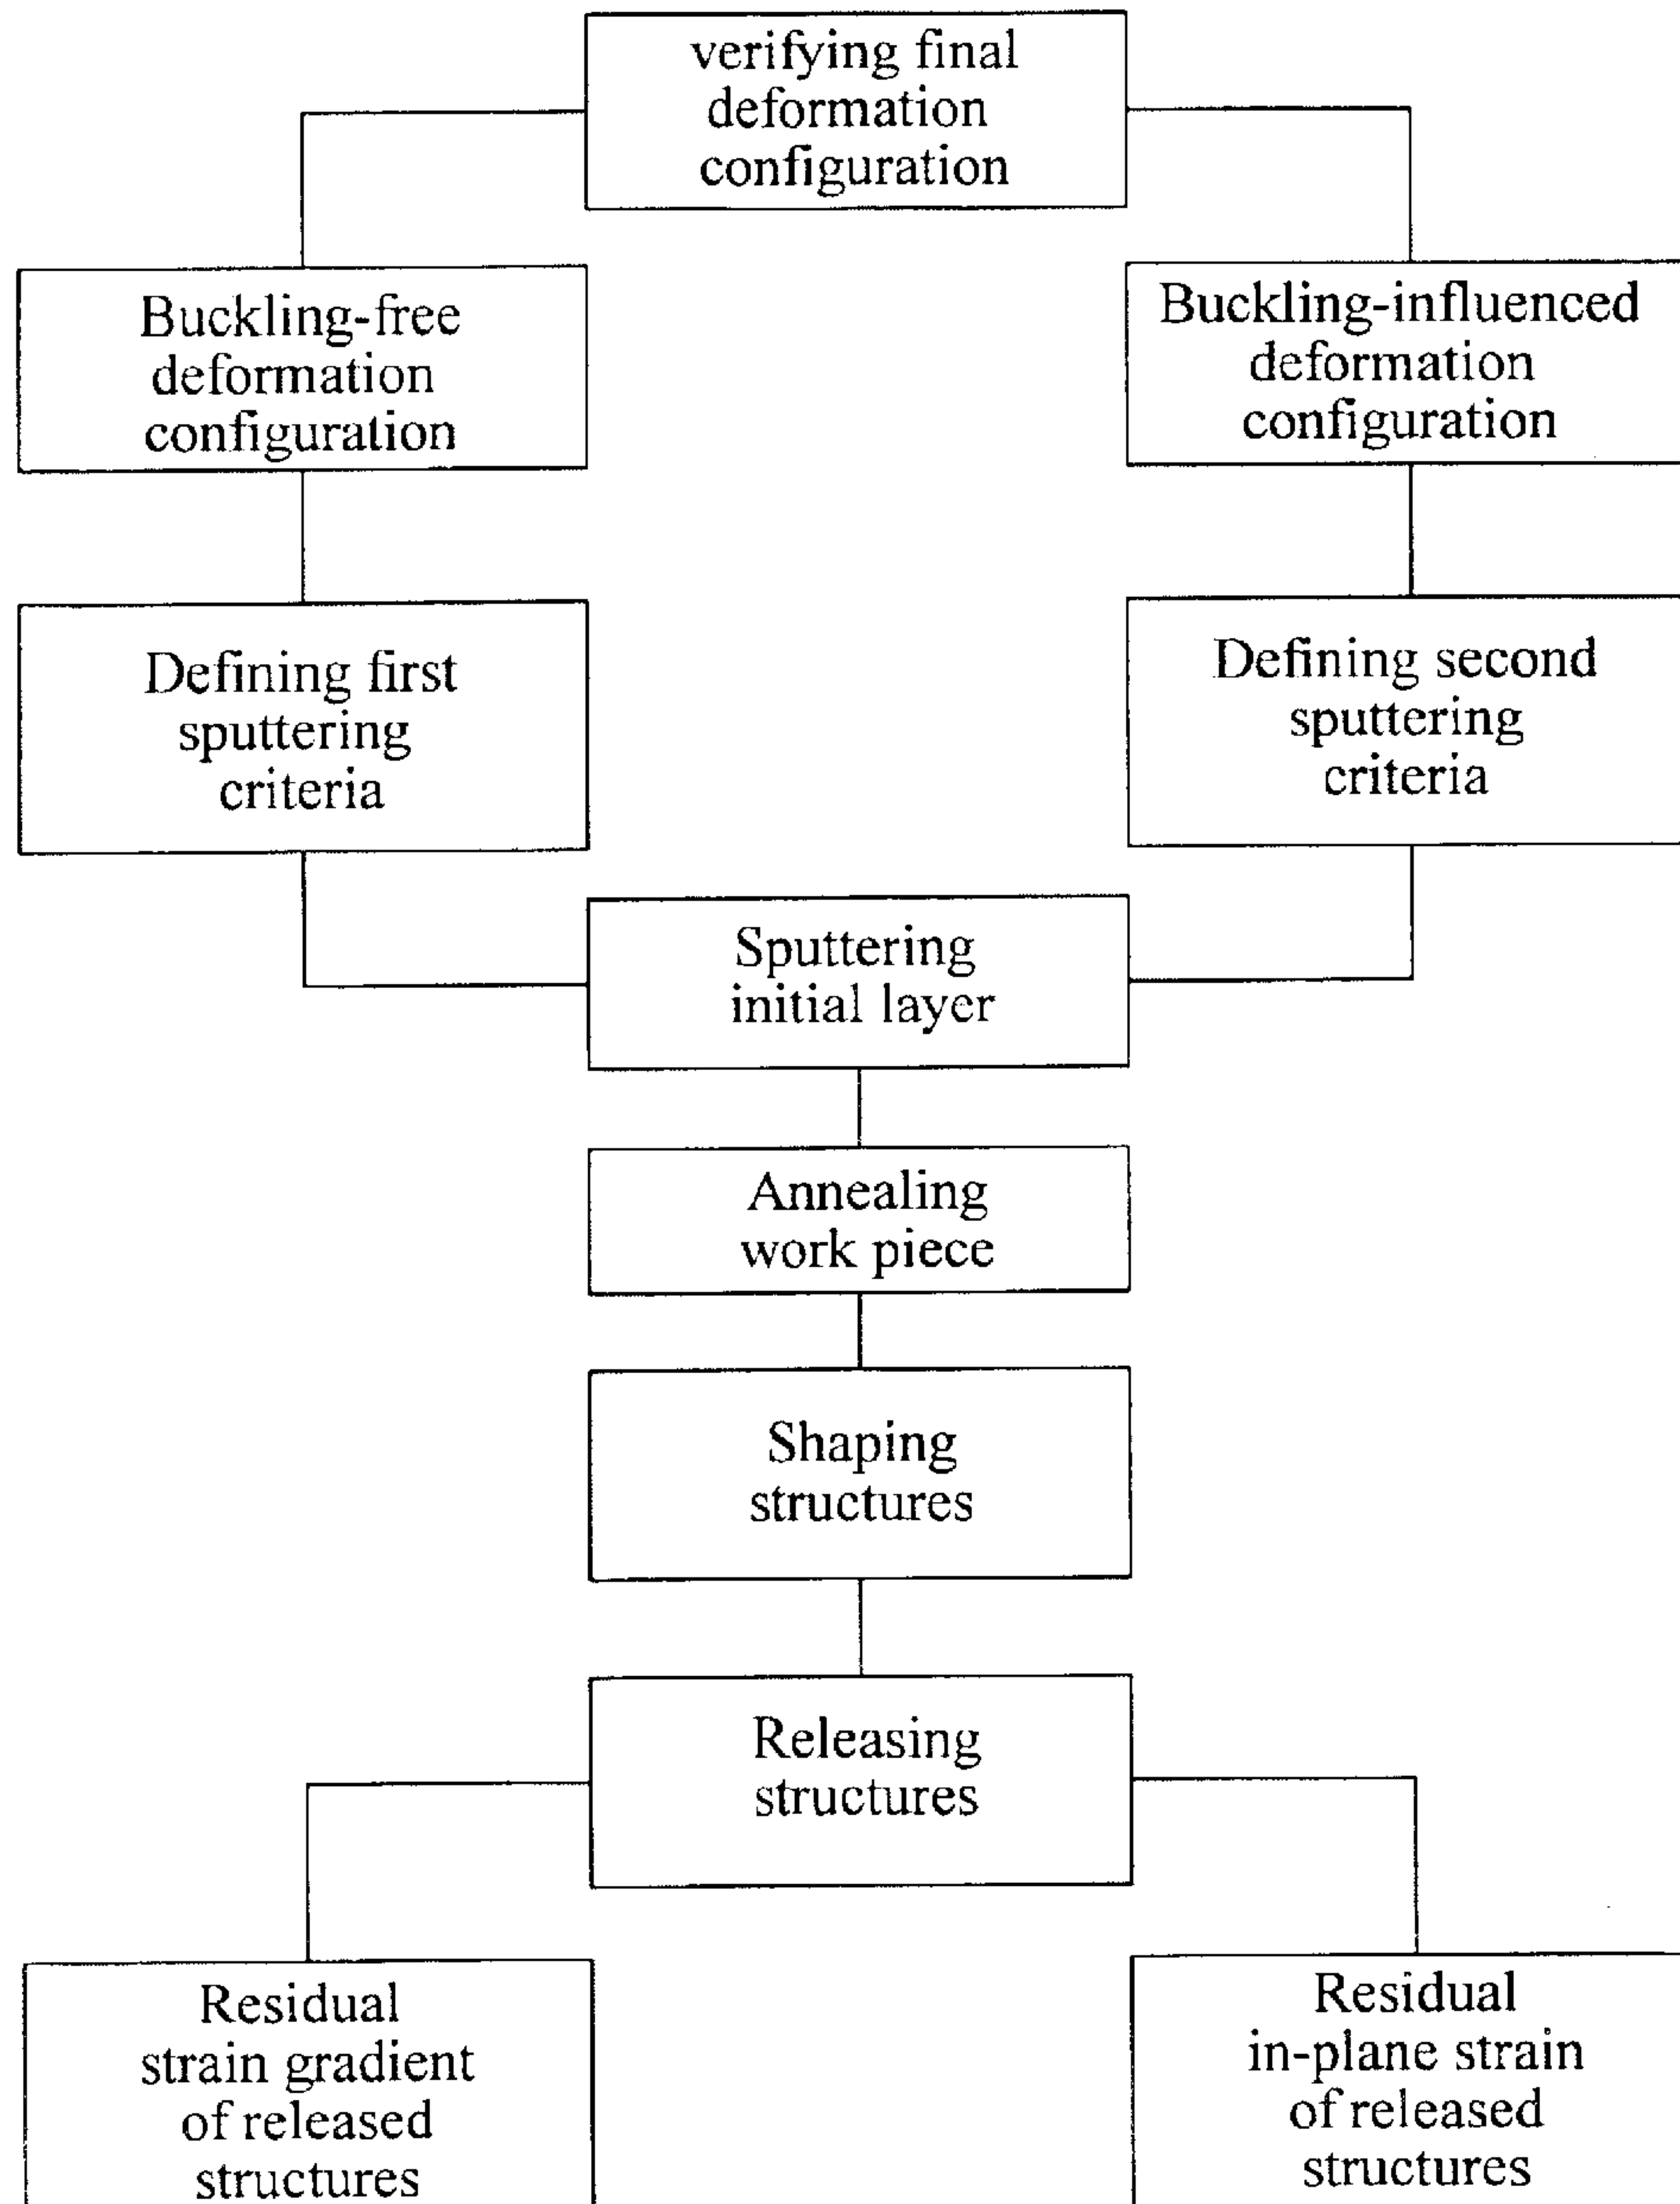 verifying final
deformation
configuration
Buckling-free
deformation
configuration
Buckling-influenced
deformation
configuration
Defining first
sputtering
criteria
Defining second
sputtering
criteria
Sputtering
initial layer
Annealing
work piece
Shaping
structures
Releasing
structures
Residual
strain gradient
of released
structures
Residual
in-plane strain
of released
structures